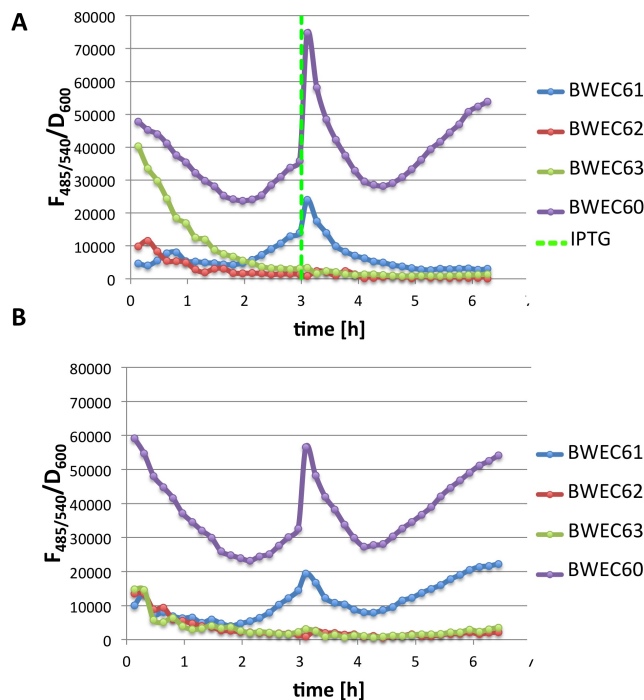 A
F485/540/D600
80000
70000
60000
50000
40000
30000
20000
10000
0
0 1 2 3 4 5 6
time [h]
BWEC61
BWEC62
BWEC63
BWEC60
IPTG
B
F485/540/D600
80000
70000
60000
50000
40000
30000
20000
10000
0
0 1 2 3 4 5 6
time [h]
BWEC61
BWEC62
BWEC63
BWEC60